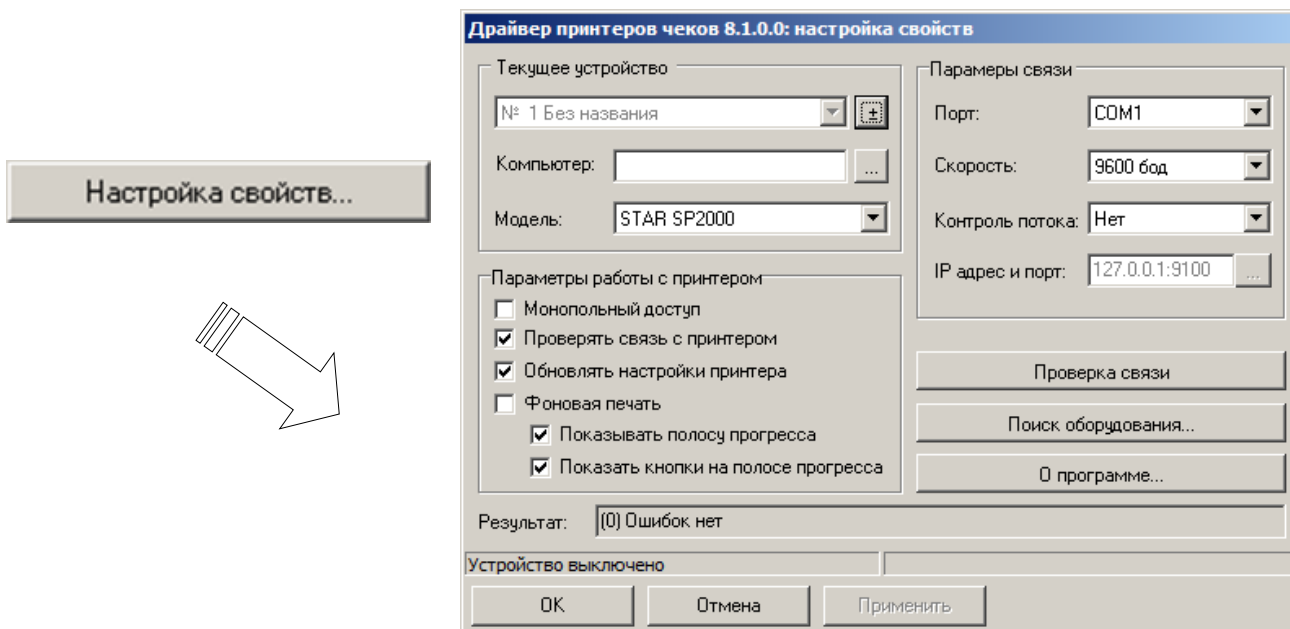 Настройка свойств...
Драйвер принтеров чеков 8.1.0.0: настройка свойств
Текущее устройство
№ 1 Без названия
±
Компьютер:
...
Модель: STAR SP2000
Парамеры связи
Порт: COM1
Скорость: 9600 бод
Контроль потока: Нет
IP адрес и порт: 127.0.0.1:9100 ...
Параметры работы с принтером
Монопольный доступ
Проверять связь с принтером
Обновлять настройки принтера
Фоновая печать
Показывать полосу прогресса
Показать кнопки на полосе прогресса
Проверка связи
Поиск оборудования...
О программе...
Результат: (0) Ошибок нет
Устройство выключено
OK Отмена Применить